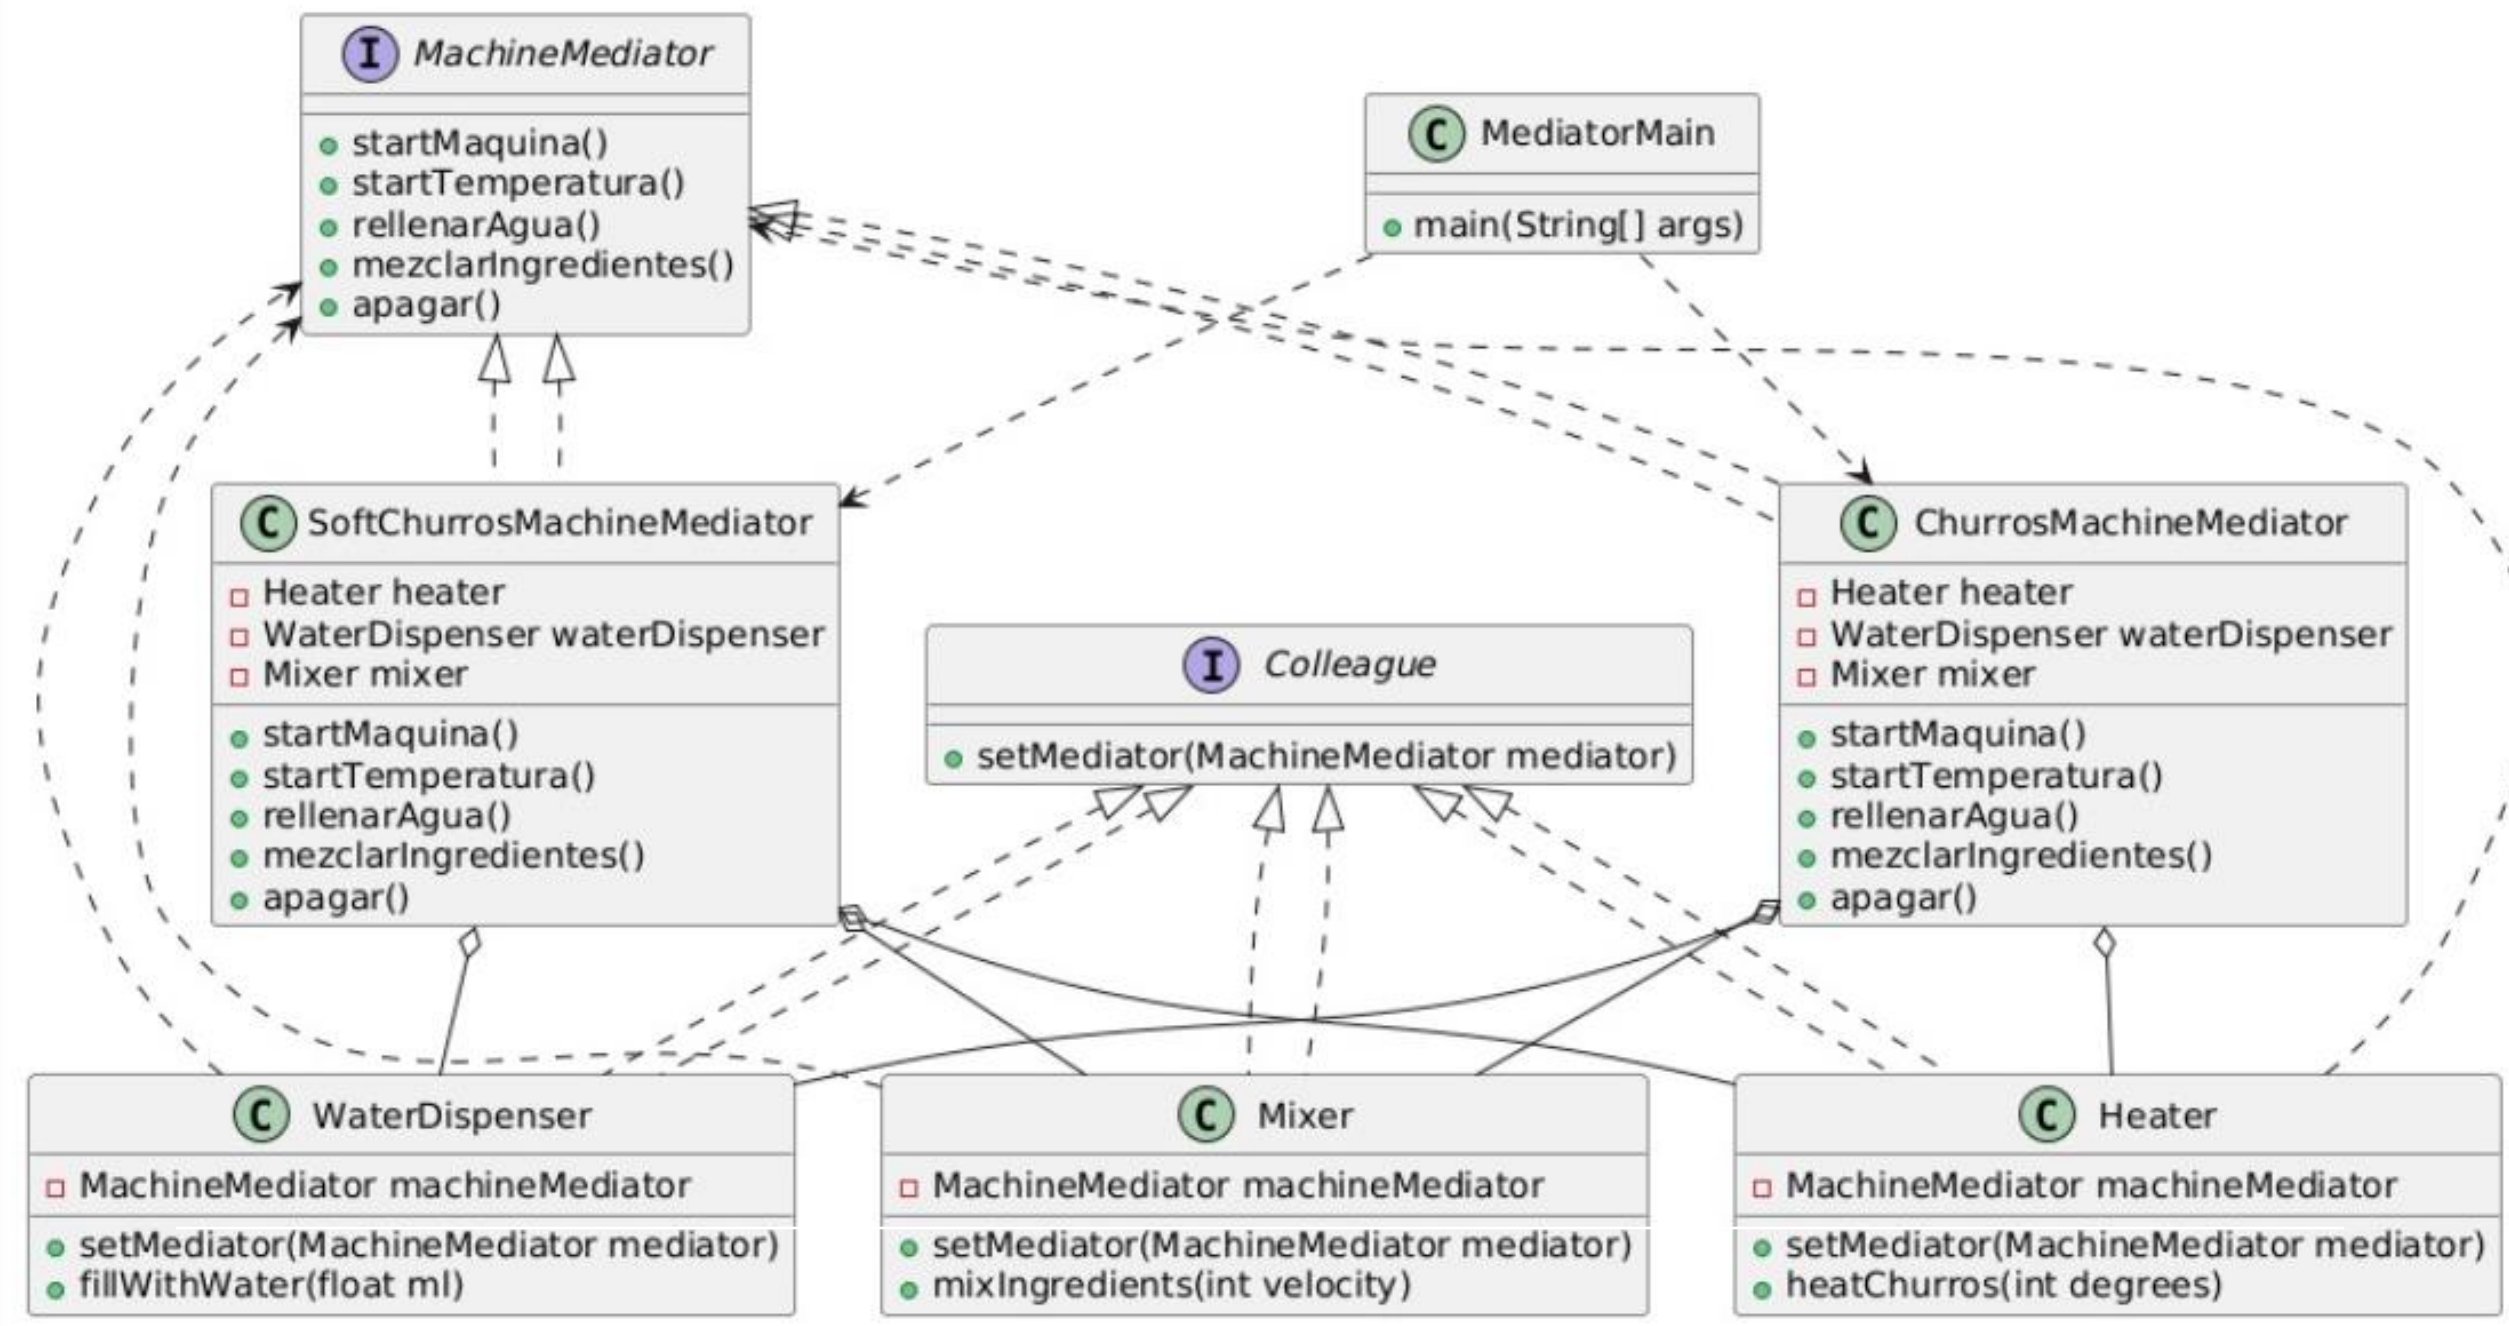 I MachineMediator
startMaquina()
startTemperatura()
rellenarAgua()
mezclarIngredientes()
apagar()
C MediatorMain
main(String[] args)
C SoftChurrosMachineMediator
Heater heater
WaterDispenser waterDispenser
Mixer mixer
startMaquina()
startTemperatura()
rellenarAgua()
mezclarIngredientes()
apagar()
I Colleague
setMediator(MachineMediator mediator)
C ChurrosMachineMediator
Heater heater
WaterDispenser waterDispenser
Mixer mixer
startMaquina()
startTemperatura()
rellenarAgua()
mezclarIngredientes()
apagar()
C WaterDispenser
MachineMediator machineMediator
setMediator(MachineMediator mediator)
fillWithWater(float ml)
C Mixer
MachineMediator machineMediator
setMediator(MachineMediator mediator)
mixIngredients(int velocity)
C Heater
MachineMediator machineMediator
setMediator(MachineMediator mediator)
heatChurros(int degrees)